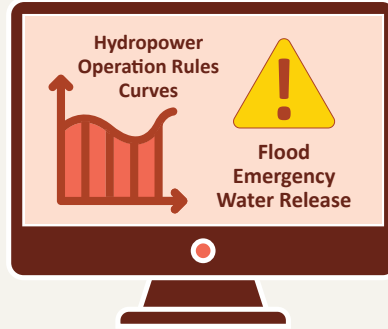 Hydropower
Operation Rules
Curves
!
Flood
Emergency
Water Release